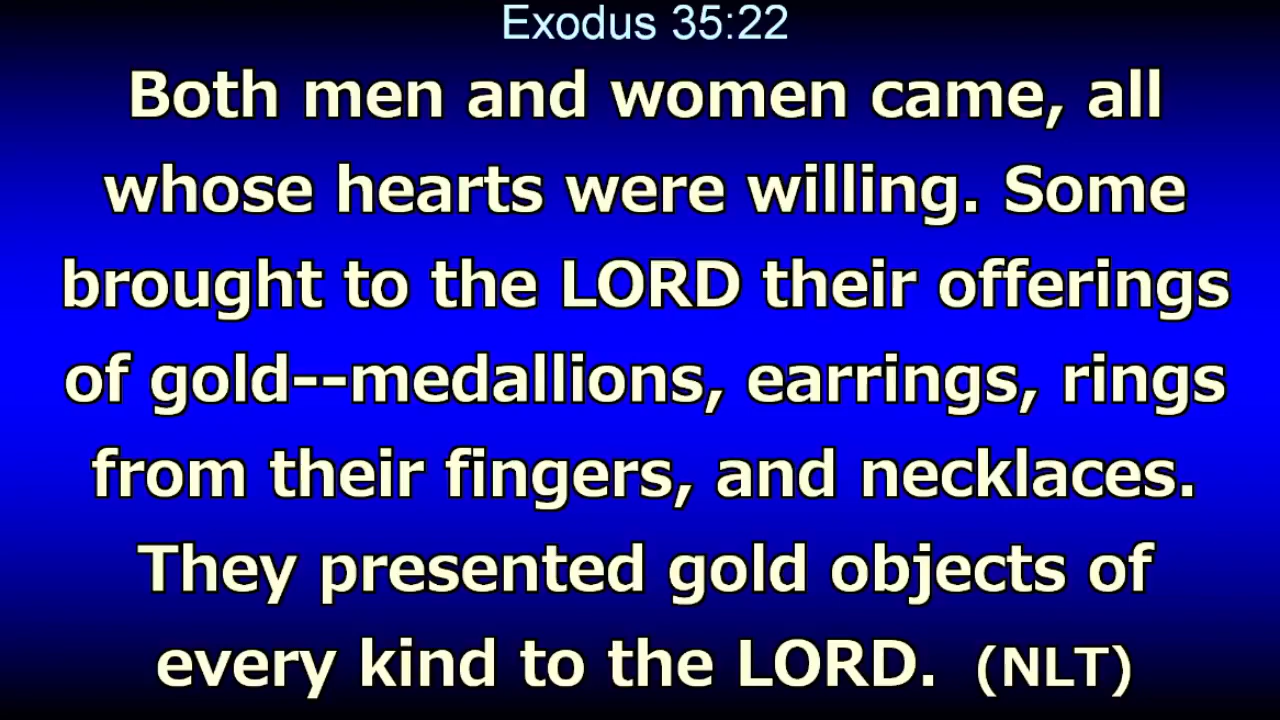 Exodus 35:22
Both men and women came, all
whose hearts were willing. Some
brought to the LORD their offerings
of gold--medallions, earrings, rings
from their fingers, and necklaces.
They presented gold objects of
every kind to the LORD. (NLT)